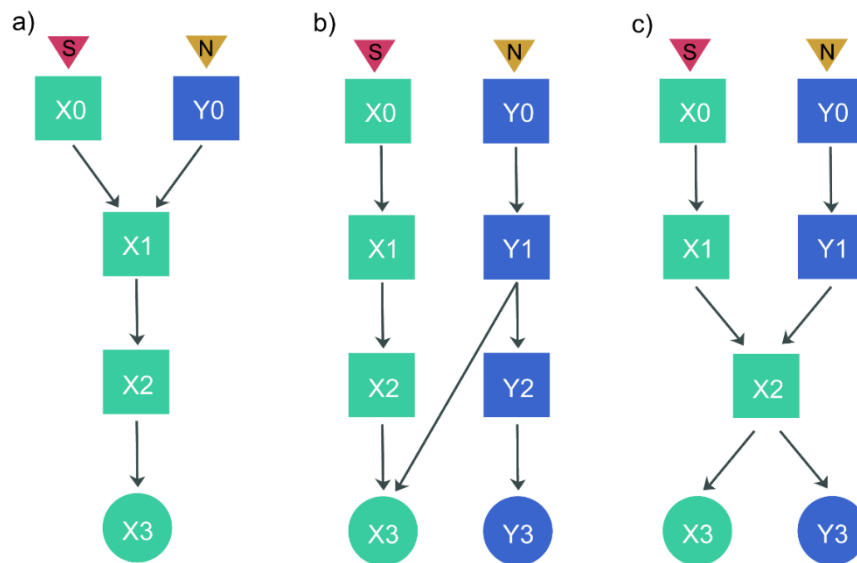 a) b) c)
S N S N S N
X0 Y0 X0 Y0 X0 Y0
X1 X1 Y1 X1 Y1
X2 X2 Y2 X2
X3 X3 Y3 X3 Y3